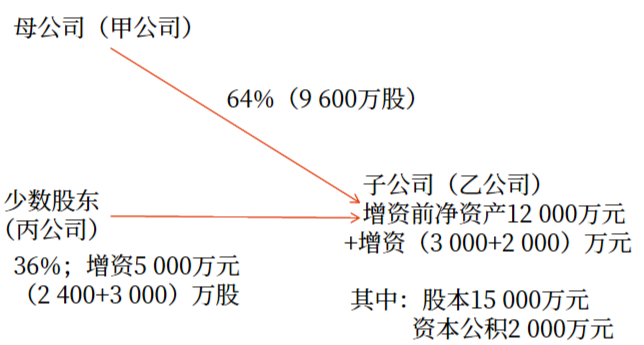 母公司（甲公司）
64%（9 600万股）
少数股东
（丙公司）
36%；增资5 000万元
（2 400+3 000）万股
子公司（乙公司）
增资前净资产12 000万元
+增资（3 000+2 000）万元
其中：股本15 000万元
资本公积2 000万元